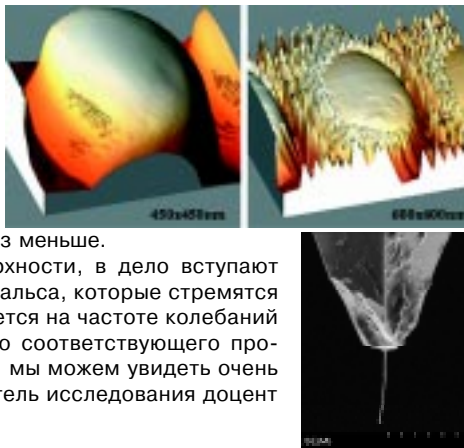 450x450nm
600x600nm
з меньше.
рхности, в дело вступают
альса, которые стремятся
ется на частоте колебаний
о соответствующего про-
мы можем увидеть очень
тель исследования доцент